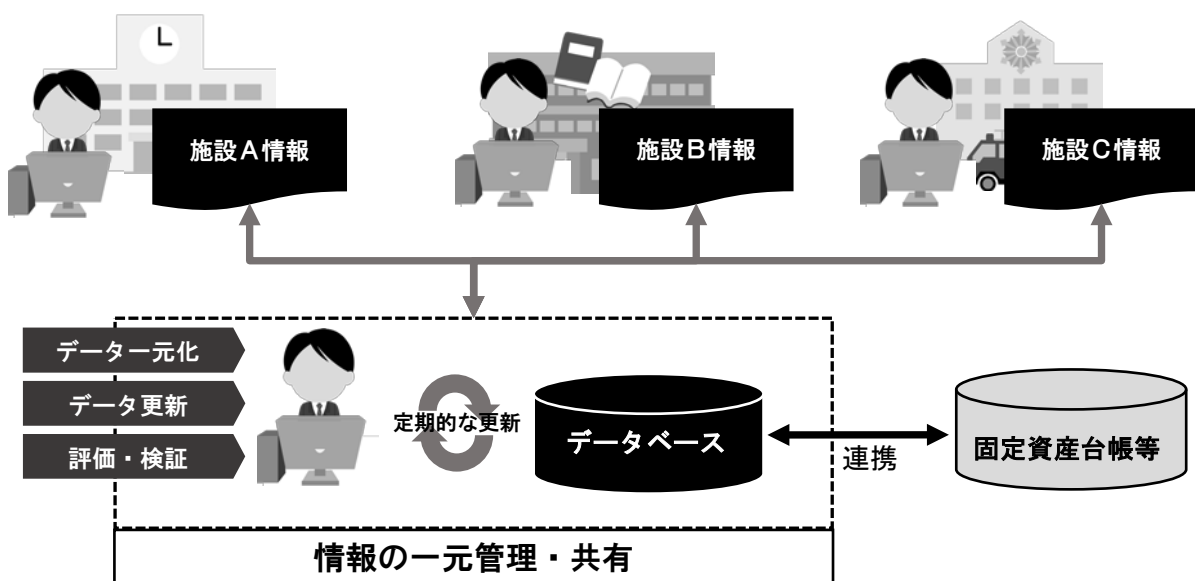 施設A情報
施設B情報
施設C情報
データ一元化
データ更新
評価・検証
定期的な更新
データベース
連携
固定資産台帳等
情報の一元管理・共有